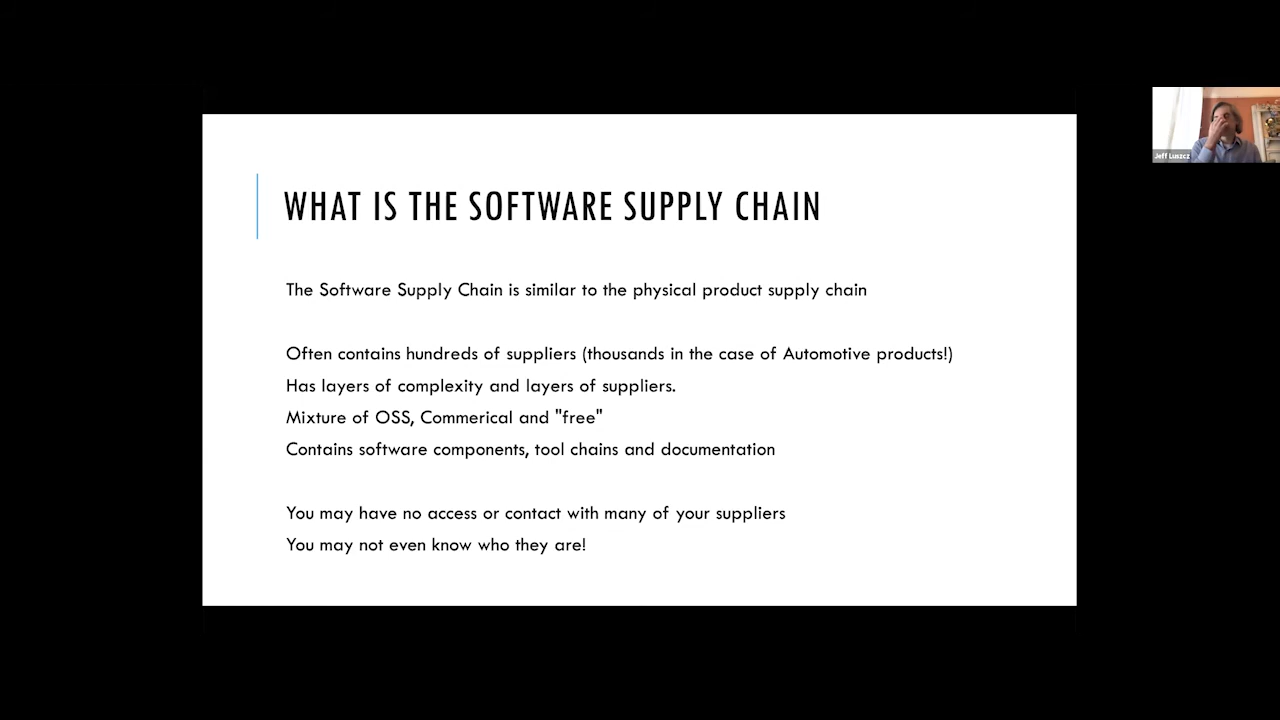 WHAT IS THE SOFTWARE SUPPLY CHAIN
The Software Supply Chain is similar to the physical product supply chain
Often contains hundreds of suppliers (thousands in the case of Automotive products!)
Has layers of complexity and layers of suppliers.
Mixture of OSS, Commerical and "free"
Contains software components, tool chains and documentation
You may have no access or contact with many of your suppliers
You may not even know who they are!
Jeff Luszcz